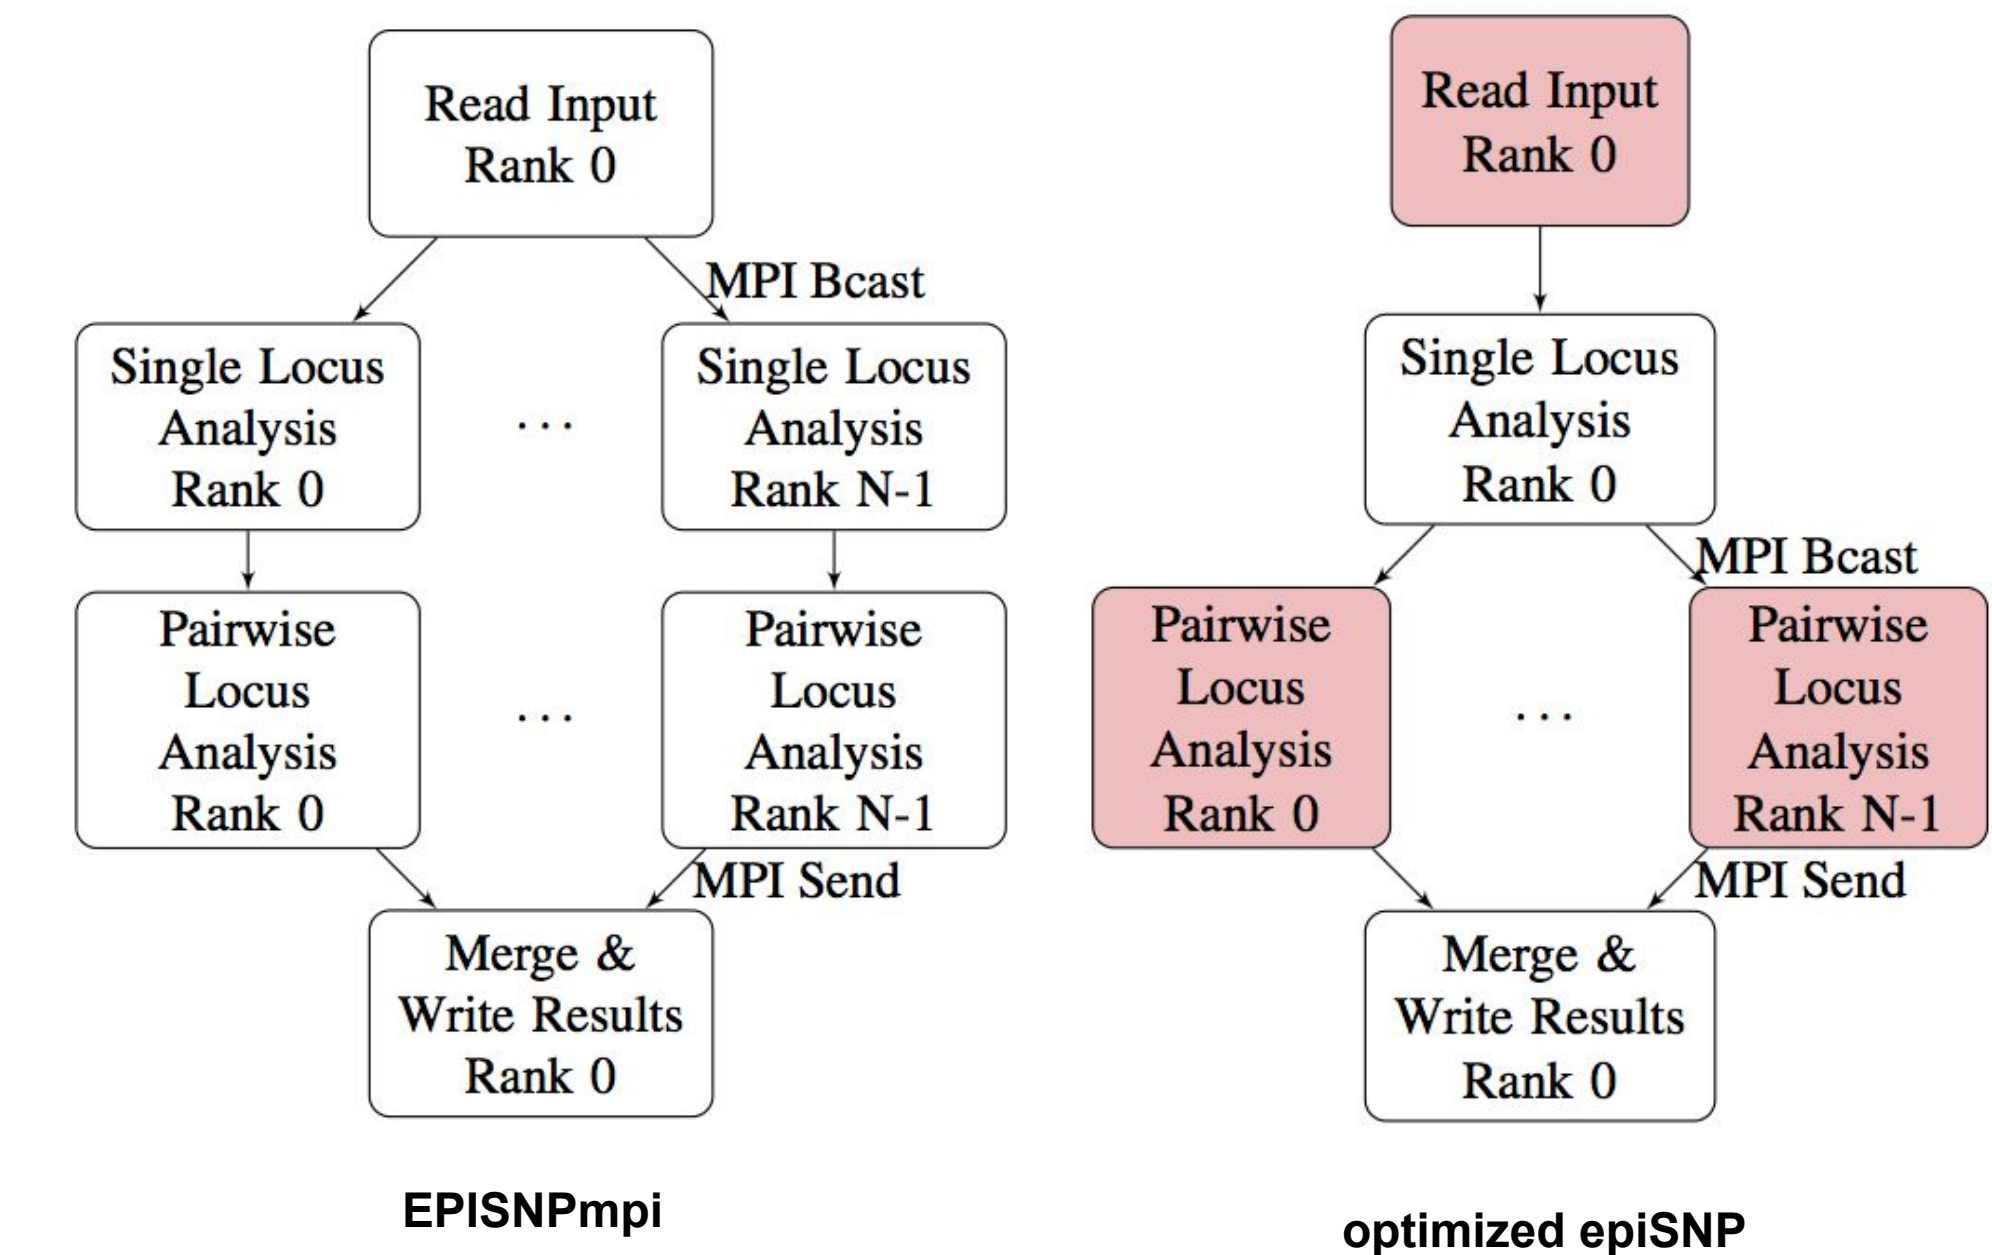 Read Input
Rank 0
MPI Bcast
Single Locus
Analysis
Rank 0
...
Single Locus
Analysis
Rank N-1
Pairwise
Locus
Analysis
Rank 0
...
Pairwise
Locus
Analysis
Rank N-1
MPI Send
Merge &
Write Results
Rank 0
EPISNPmpi
Read Input
Rank 0
Single Locus
Analysis
Rank 0
MPI Bcast
Pairwise
Locus
Analysis
Rank 0
...
Pairwise
Locus
Analysis
Rank N-1
MPI Send
Merge &
Write Results
Rank 0
optimized epiSNP